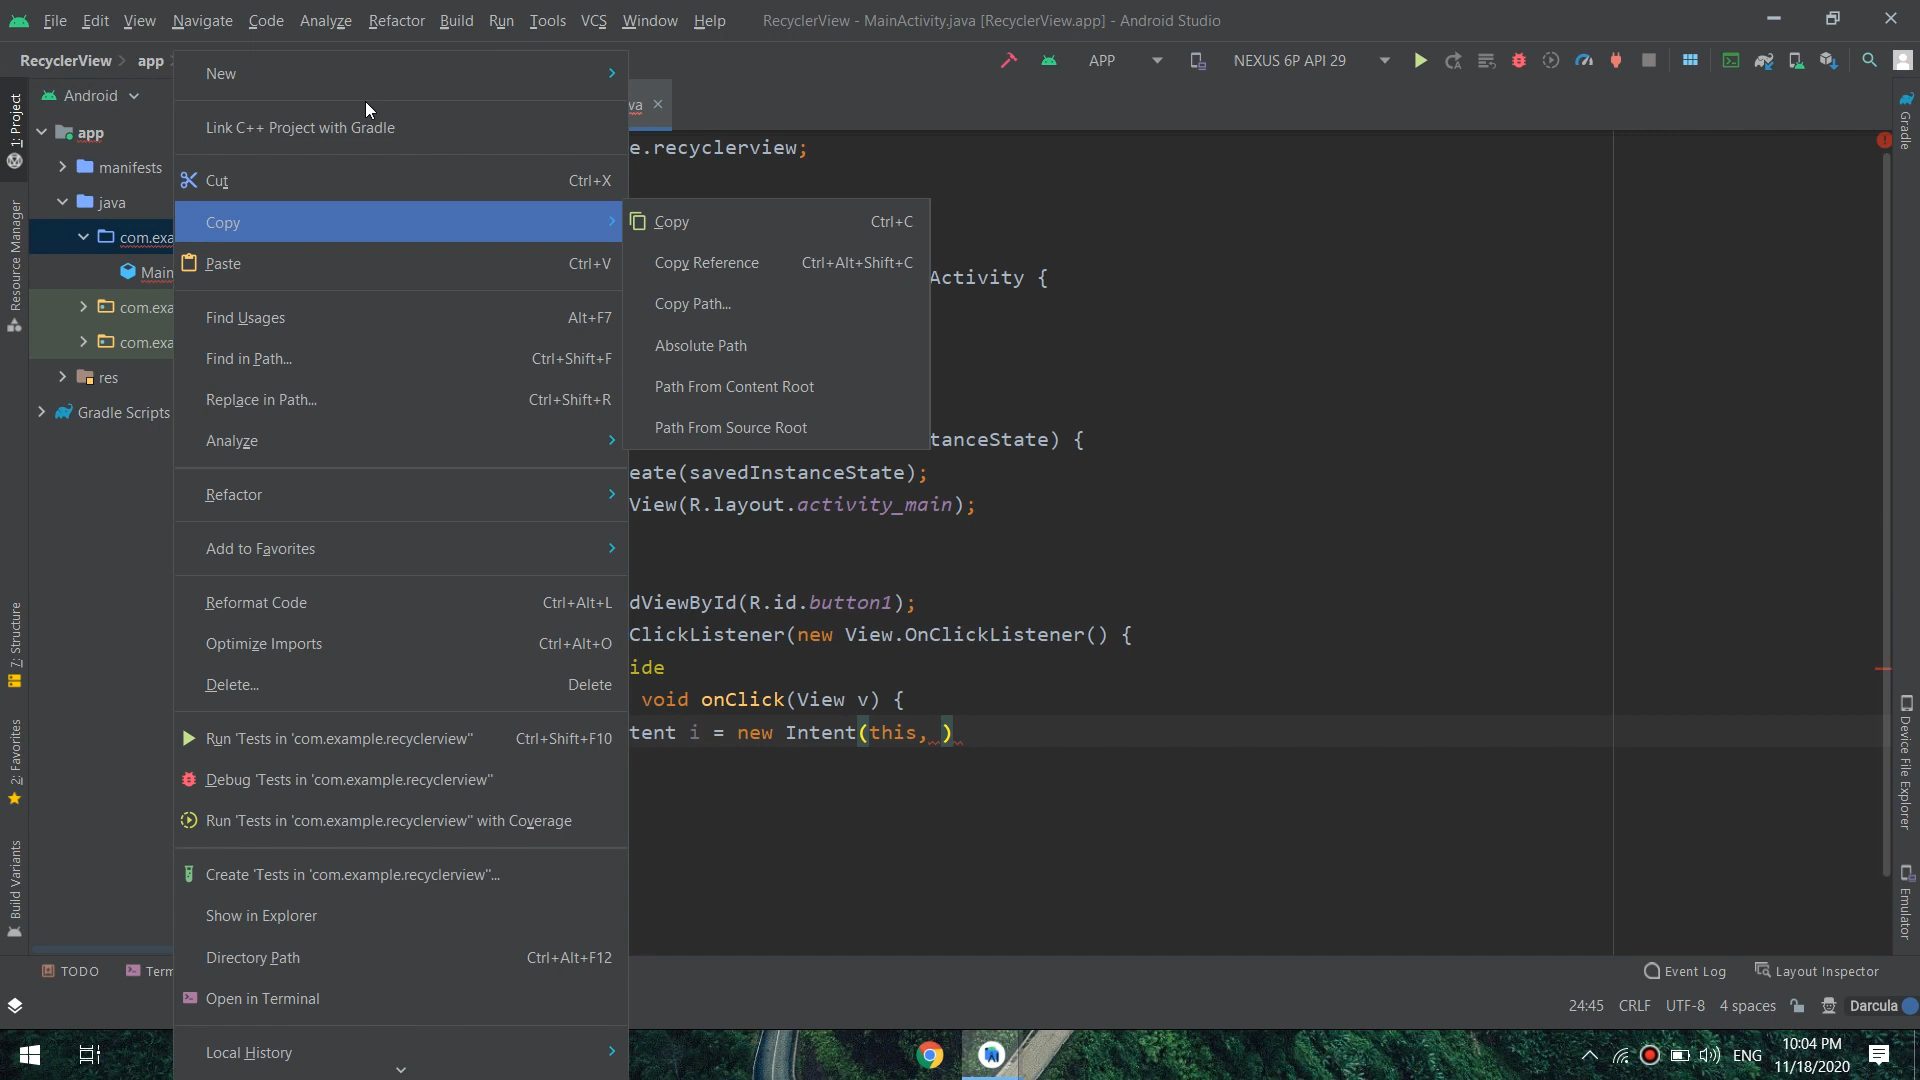 File Edit View Navigate Code Analyze Refactor Build Run Tools VCS Window Help RecyclerView - MainActivity.java [RecyclerView.app] - Android Studio
RecyclerView app APP NEXUS 6P API 29
1: Project
Resource Manager
7: Structure
2: Favorites
Build Variants
Android
app
manifests
java
com.exa
Main
com.exa
com.exa
res
Gradle Scripts
New
Link C++ Project with Gradle
Cut Ctrl+X
Copy
Paste Ctrl+V
Find Usages Alt+F7
Find in Path... Ctrl+Shift+F
Replace in Path... Ctrl+Shift+R
Analyze
Refactor
Add to Favorites
Reformat Code Ctrl+Alt+L
Optimize Imports Ctrl+Alt+O
Delete... Delete
Run 'Tests in 'com.example.recyclerview'' Ctrl+Shift+F10
Debug 'Tests in 'com.example.recyclerview''
Run 'Tests in 'com.example.recyclerview'' with Coverage
Create 'Tests in 'com.example.recyclerview''...
Show in Explorer
Directory Path Ctrl+Alt+F12
Open in Terminal
Local History
Copy Ctrl+C
Copy Reference Ctrl+Alt+Shift+C
Copy Path...
Absolute Path
Path From Content Root
Path From Source Root
va
e.recyclerview;
Activity {
tanceState) {
eate(savedInstanceState);
View(R.layout.activity_main);
dViewById(R.id.button1);
ClickListener(new View.OnClickListener() {
ide
void onClick(View v) {
tent i = new Intent(this, )
Gradle
Device File Explorer
Emulator
TODO Term Event Log Layout Inspector
24:45 CRLF UTF-8 4 spaces Darcula
ENG 10:04 PM
11/18/2020